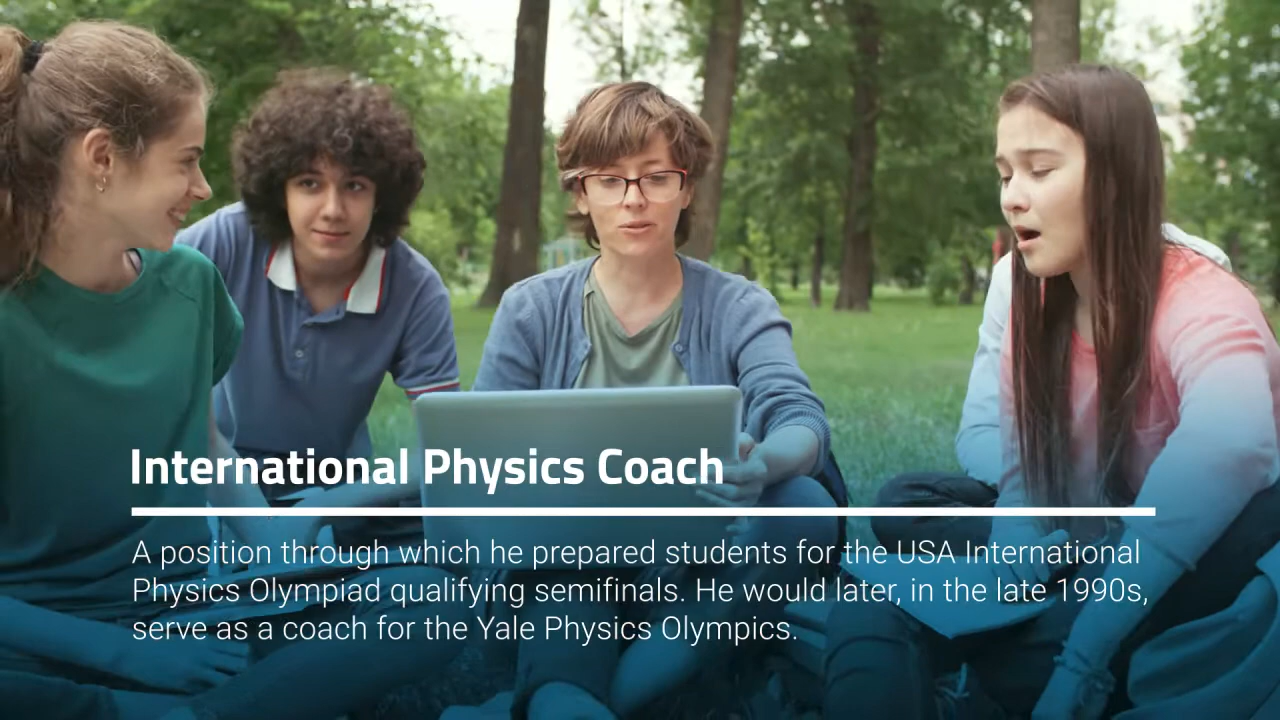 International Physics Coach
A position through which he prepared students for the USA International
Physics Olympiad qualifying semifinals. He would later, in the late 1990s,
serve as a coach for the Yale Physics Olympics.